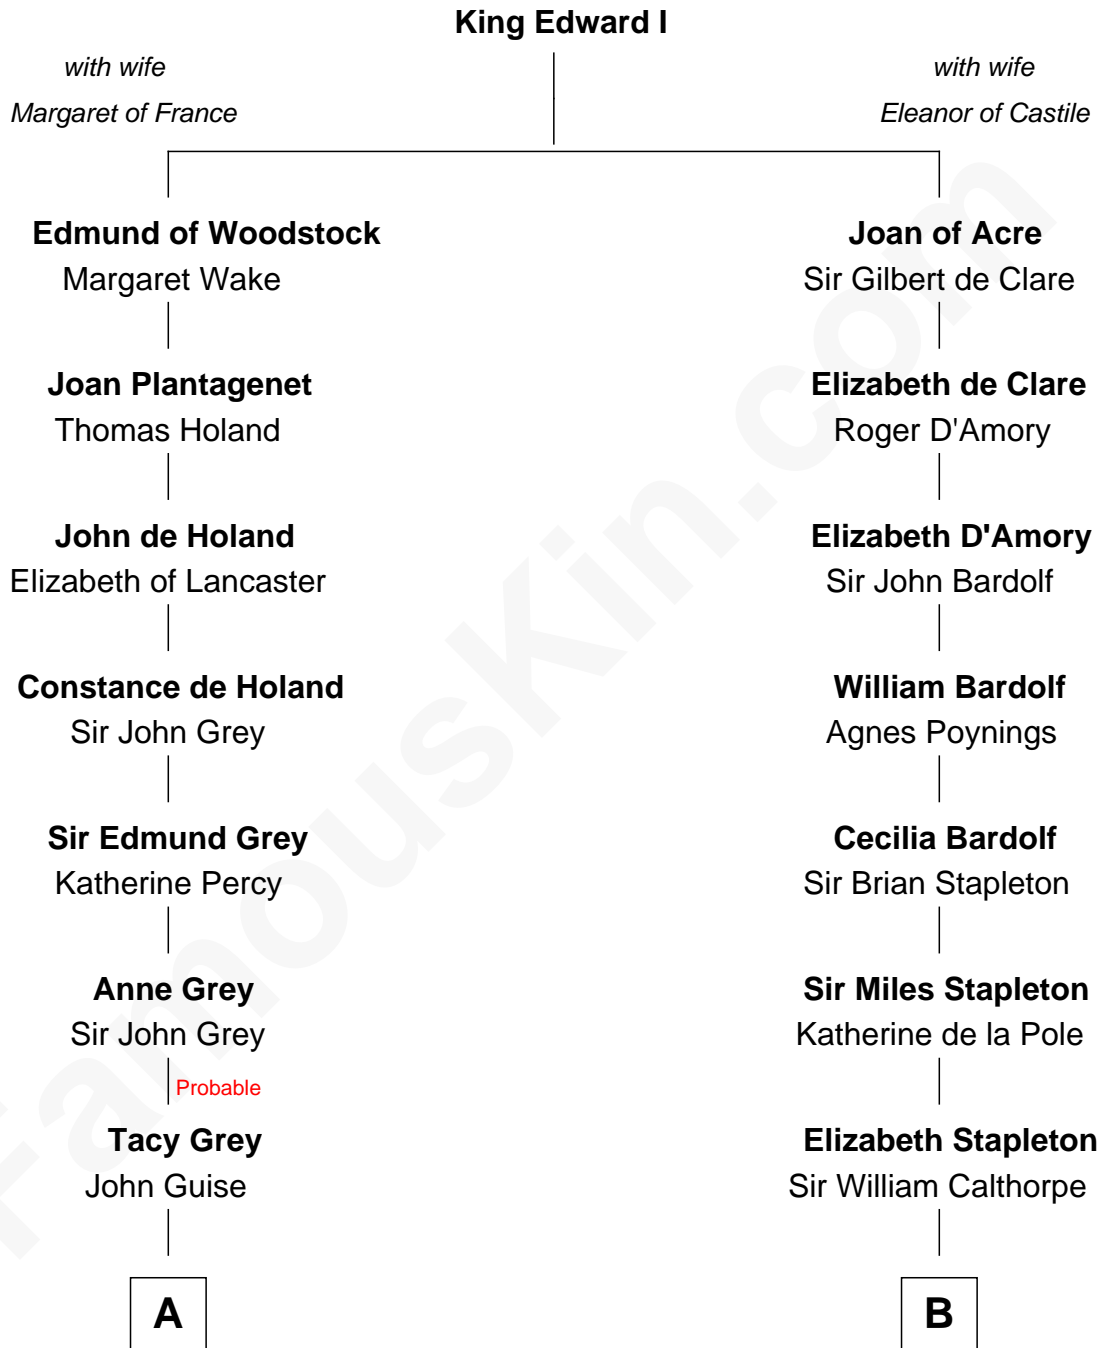 King Edward I
with wife
Margaret of France
with wife
Eleanor of Castile
Edmund of Woodstock
Margaret Wake
Joan of Acre
Sir Gilbert de Clare
Joan Plantagenet
Thomas Holand
Elizabeth de Clare
Roger D'Amory
John de Holand
Elizabeth of Lancaster
Elizabeth D'Amory
Sir John Bardolf
Constance de Holand
Sir John Grey
William Bardolf
Agnes Poynings
Sir Edmund Grey
Katherine Percy
Cecilia Bardolf
Sir Brian Stapleton
Anne Grey
Sir John Grey
Probable
Sir Miles Stapleton
Katherine de la Pole
Tacy Grey
John Guise
Elizabeth Stapleton
Sir William Calthorpe
A
B
FamousKin.com